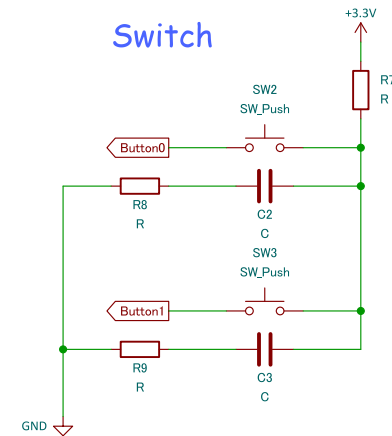 +3.3V
Switch
R7
R
SW2
SW_Push
Button0
R8
R
C2
C
SW3
SW_Push
Button1
R9
R
C3
C
GND